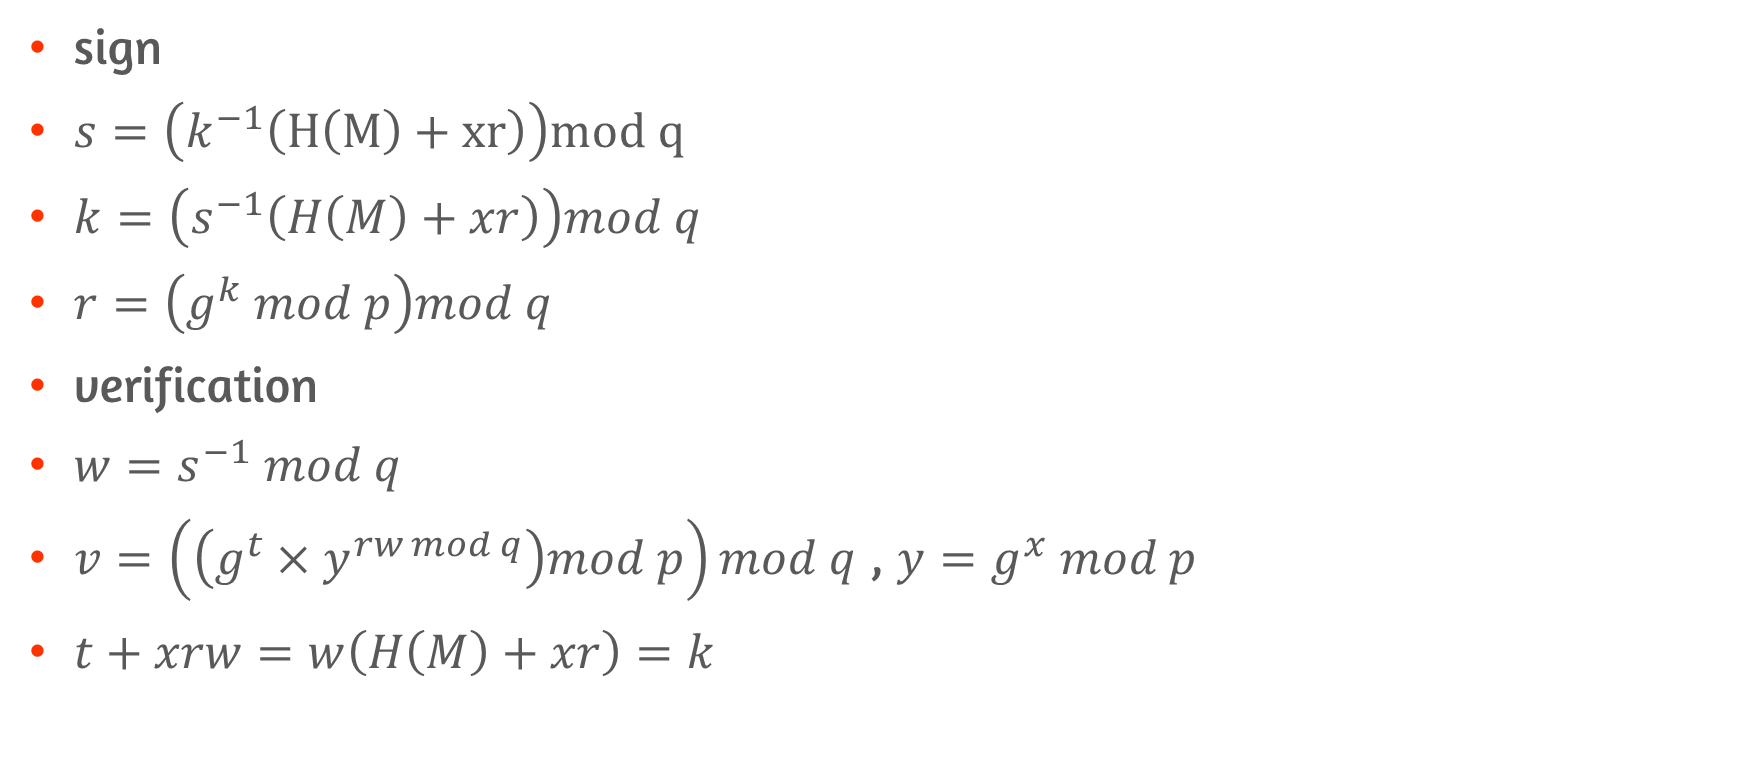 • sign
• s = (k⁻¹(H(M) + xr))mod q
• k = (s⁻¹(H(M) + xr))mod q
• r = (gᵏ mod p)mod q
• verification
• w = s⁻¹ mod q
• v = ((gᵗ × y^{rw mod q})mod p) mod q , y = gˣ mod p
• t + xrw = w(H(M) + xr) = k